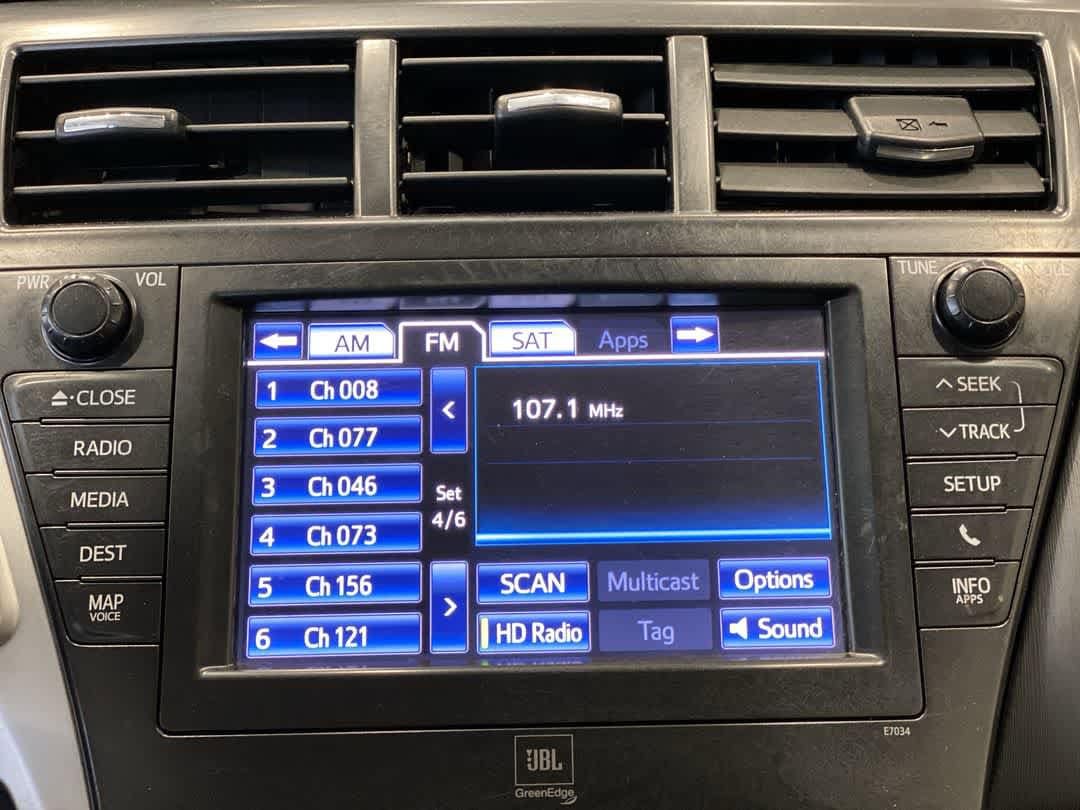 PWR VOL
TUNE
CLOSE
RADIO
MEDIA
DEST
MAP
VOICE
AM FM SAT Apps
1 Ch 008
2 Ch 077
3 Ch 046
4 Ch 073
5 Ch 156
6 Ch 121
<
Set
4/6
>
107.1 MHz
SCAN Multicast Options
HD Radio Tag Sound
SEEK
TRACK
SETUP
INFO
APPS
E7034
JBL
GreenEdge